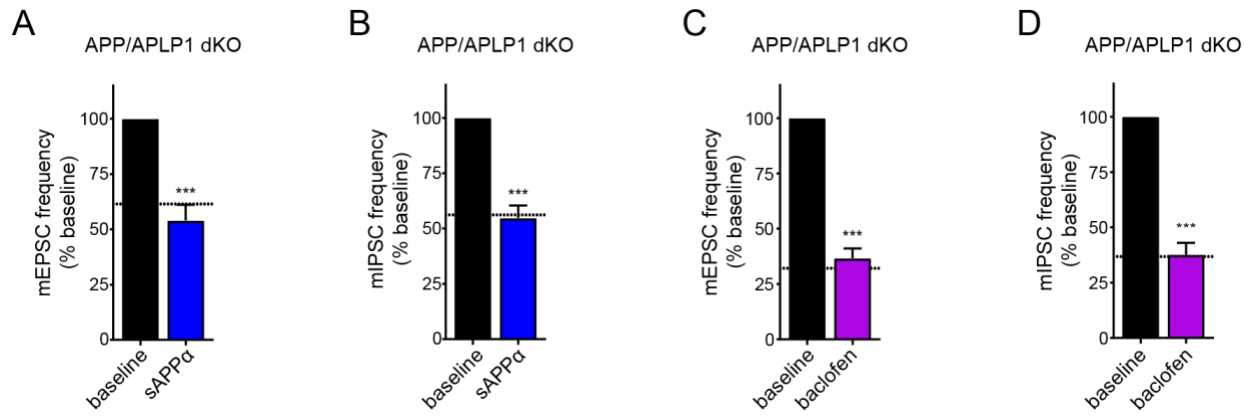 A
APP/APLP1 dKO
mEPSC frequency
(% baseline)
100
75
50
25
0
***
baseline
sAPPα
B
APP/APLP1 dKO
mIPSC frequency
(% baseline)
100
75
50
25
0
***
baseline
sAPPα
C
APP/APLP1 dKO
mEPSC frequency
(% baseline)
100
75
50
25
0
***
baseline
baclofen
D
APP/APLP1 dKO
mIPSC frequency
(% baseline)
100
75
50
25
0
***
baseline
baclofen